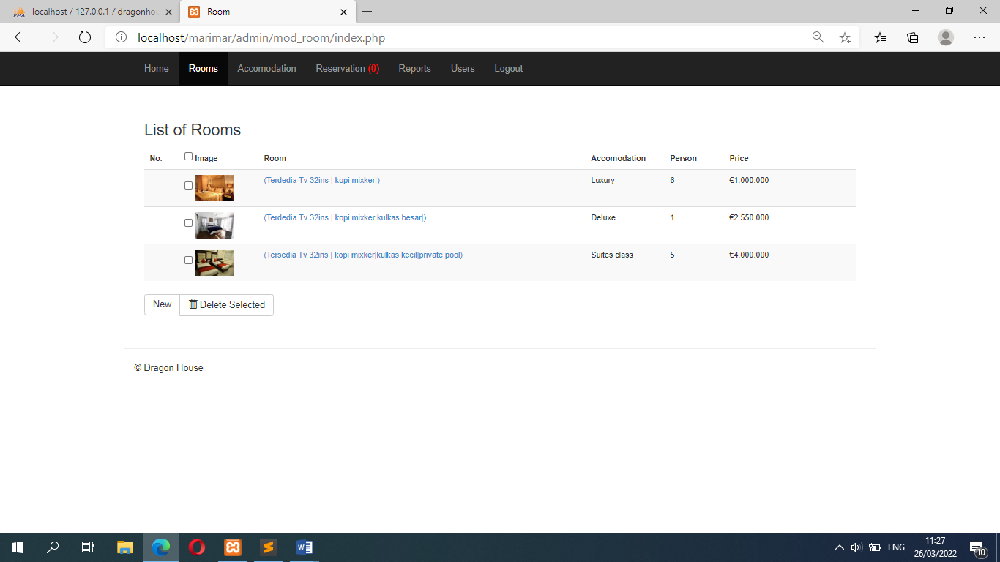 localhost / 127.0.0.1 / dragonhou
Room
localhost/marimar/admin/mod_room/index.php
Home Rooms Accomodation Reservation (0) Reports Users Logout
List of Rooms
No. Image Room Accomodation Person Price
(Terdedia Tv 32ins | kopi mixker|) Luxury 6 €1.000.000
(Terdedia Tv 32ins | kopi mixker|kulkas besar|) Deluxe 1 €2.550.000
(Tersedia Tv 32ins | kopi mixker|kulkas kecil|private pool) Suites class 5 €4.000.000
New Delete Selected
© Dragon House
ENG
11:27
26/03/2022
10